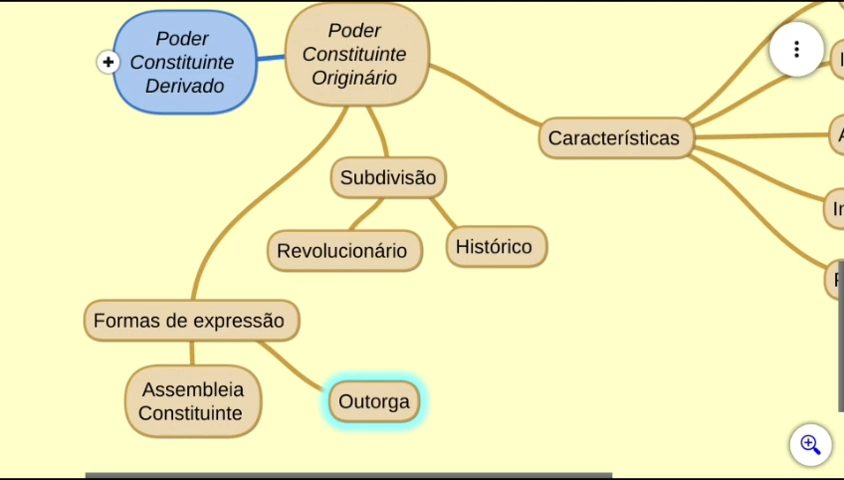 Poder
Constituinte
Derivado
Poder
Constituinte
Originário
Características
Subdivisão
Revolucionário
Histórico
Formas de expressão
Assembleia
Constituinte
Outorga